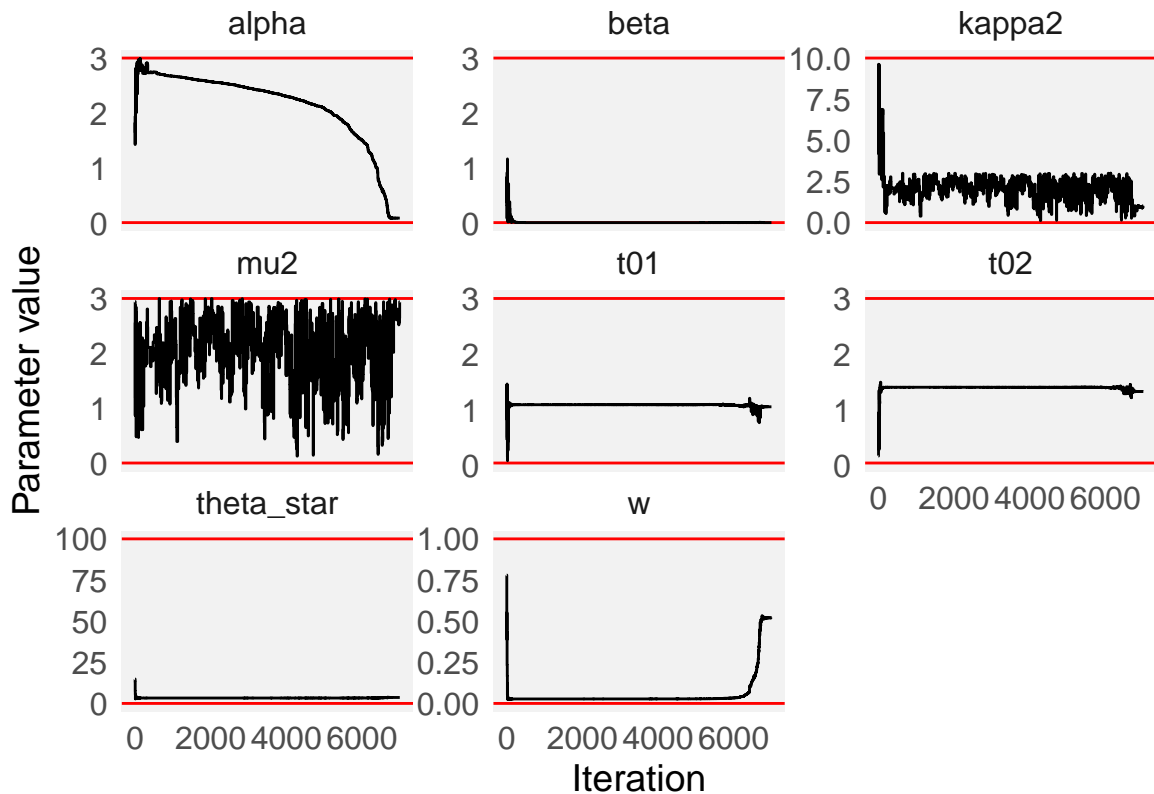 alpha beta kappa2
3 3 10.0
2 2 7.5
5.0
1 1 2.5
0 0 0.0
mu2 t01 t02
3 3 3
2 2 2
1 1 1
0 0 0
theta_star w 0 2000 4000 6000
100 1.00
75 0.75
50 0.50
25 0.25
0 0.00
0 2000 4000 6000 0 2000 4000 6000
Iteration
Parameter value